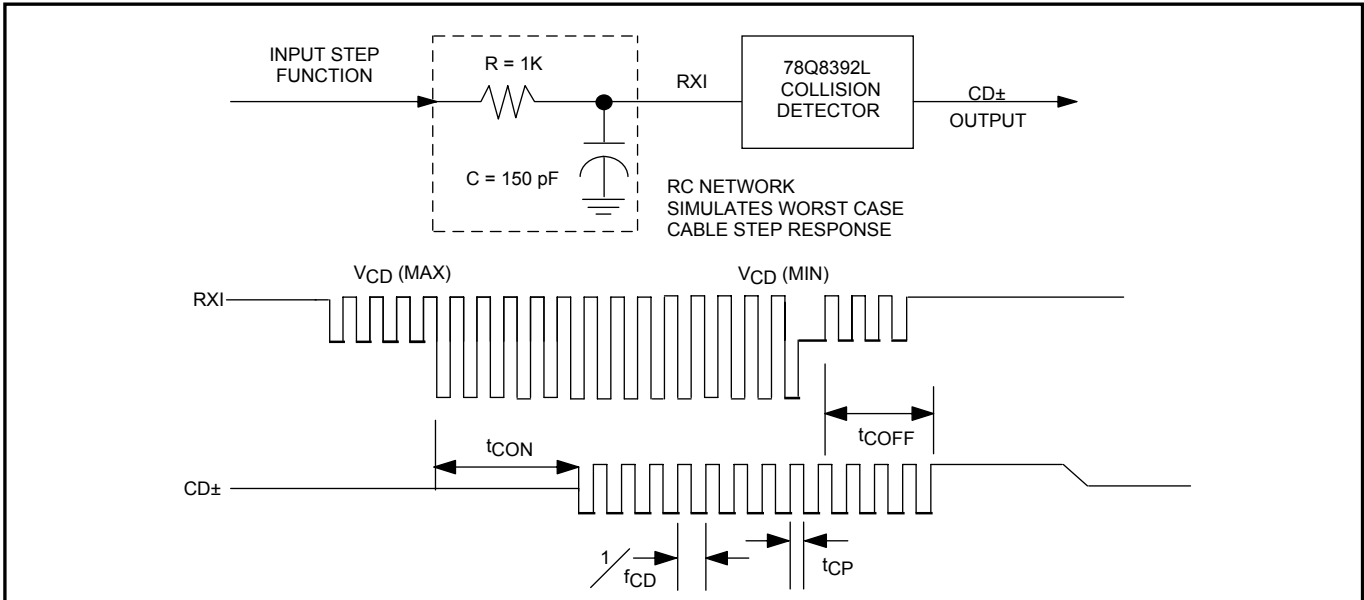 INPUT STEP
FUNCTION
R = 1K
C = 150 pF
RXI
78Q8392L
COLLISION
DETECTOR
CD±
OUTPUT
RC NETWORK
SIMULATES WORST CASE
CABLE STEP RESPONSE
VCD (MAX)
VCD (MIN)
RXI
tCOFF
tCON
CD±
1/fCD
tCP